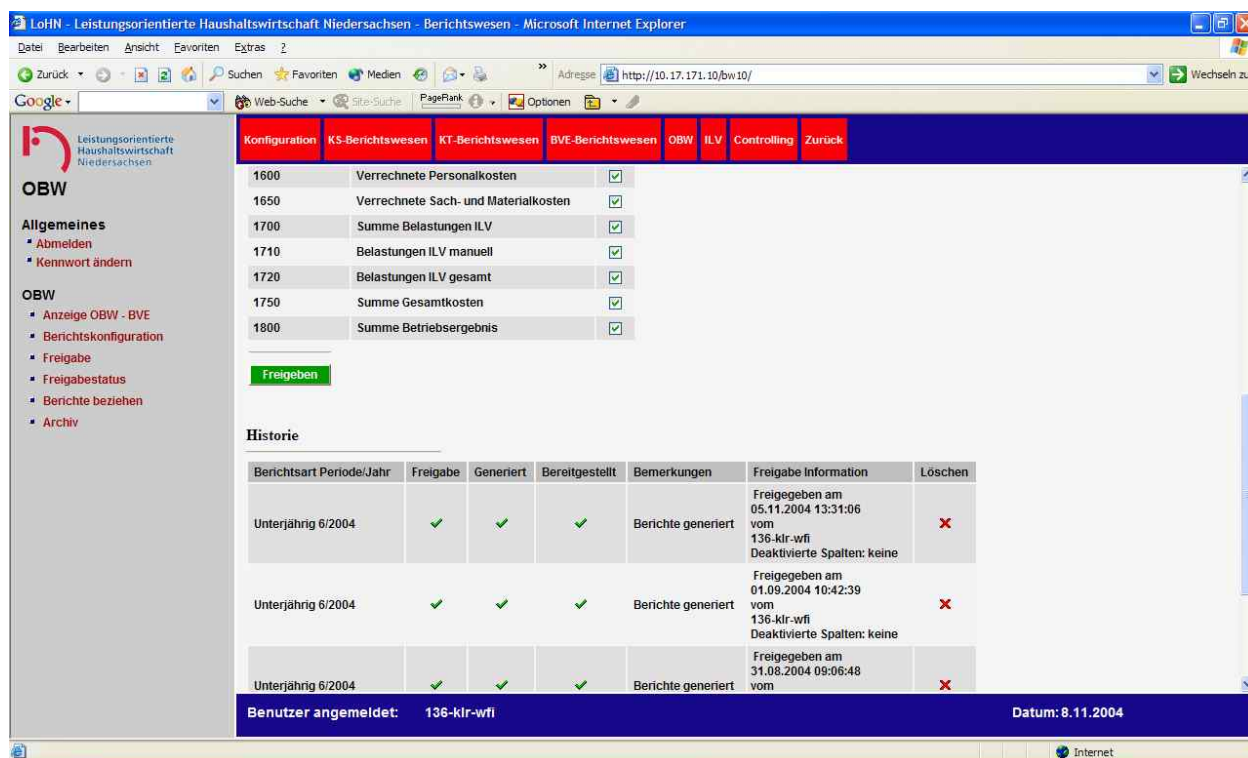 LoHN - Leistungsorientierte Haushaltswirtschaft Niedersachsen - Berichtswesen - Microsoft Internet Explorer
Datei Bearbeiten Ansicht Favoriten Extras ?
Zurück Suchen Favoriten Medien » Adresse http://10.17.171.10/bw10/ Wechseln zu
Google Web-Suche Site-Suche PageRank Optionen
Leistungsorientierte
Haushaltswirtschaft
Niedersachsen
Konfiguration KS-Berichtswesen KT-Berichtswesen BVE-Berichtswesen OBW ILV Controlling Zurück
OBW
Allgemeines
Abmelden
Kennwort ändern
OBW
Anzeige OBW - BVE
Berichtskonfiguration
Freigabe
Freigabestatus
Berichte beziehen
Archiv
1600 Verrechnete Personalkosten
1650 Verrechnete Sach- und Materialkosten
1700 Summe Belastungen ILV
1710 Belastungen ILV manuell
1720 Belastungen ILV gesamt
1750 Summe Gesamtkosten
1800 Summe Betriebsergebnis
Freigeben
Historie
Berichtsart Periode/Jahr Freigabe Generiert Bereitgestellt Bemerkungen Freigabe Information Löschen
Freigegeben am
05.11.2004 13:31:06
Unterjährig 6/2004 Berichte generiert vom
136-klr-wfi
Deaktivierte Spalten: keine
Freigegeben am
01.09.2004 10:42:39
Unterjährig 6/2004 Berichte generiert vom
136-klr-wfi
Deaktivierte Spalten: keine
Freigegeben am
31.08.2004 09:06:48
Unterjährig 6/2004 Berichte generiert vom
Benutzer angemeldet: 136-klr-wfi Datum: 8.11.2004
Internet